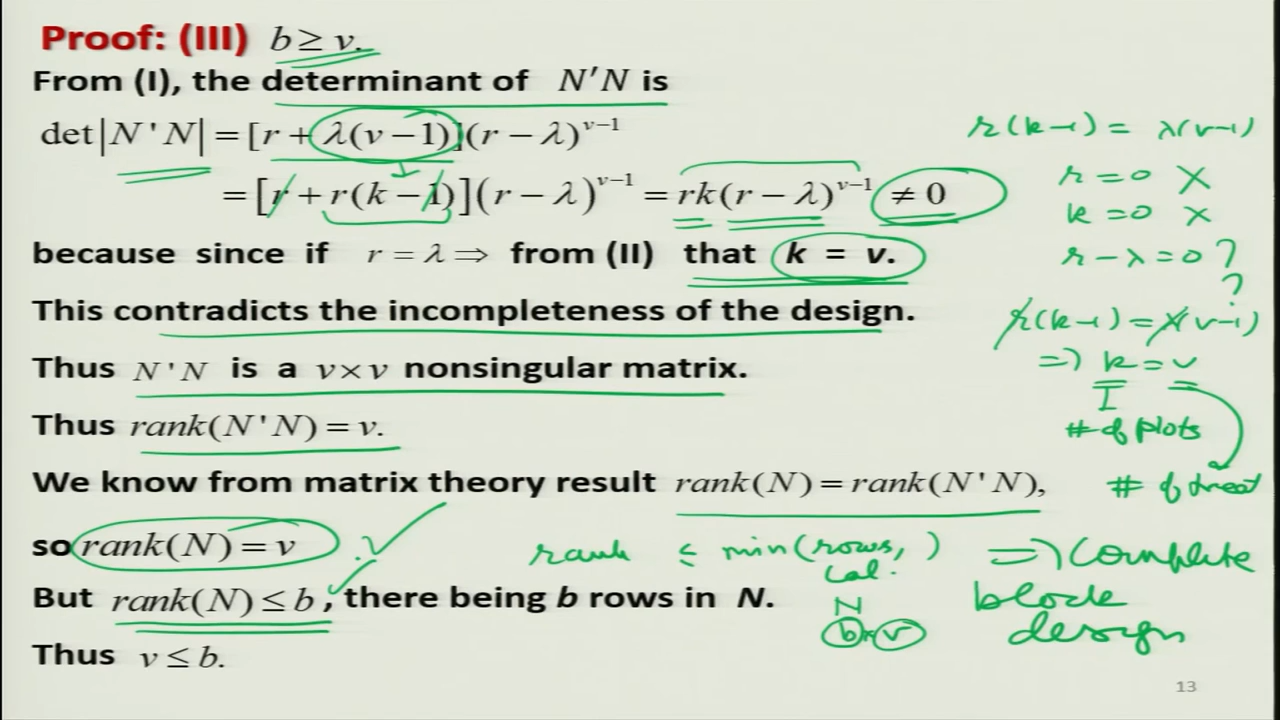 Proof: (III) b ≥ v.
From (I), the determinant of N′N is
det|N'N| = [r + λ(v−1)](r − λ)^{v−1}
= [r + r(k − 1)](r − λ)^{v−1} = rk(r − λ)^{v−1} ≠ 0
because since if r = λ ⇒ from (II) that k = v.
This contradicts the incompleteness of the design.
Thus N'N is a v×v nonsingular matrix.
Thus rank(N'N) = v.
We know from matrix theory result rank(N) = rank(N'N),
so rank(N) = v
But rank(N) ≤ b, there being b rows in N.
Thus v ≤ b.
r(k−1) = λ(v−1)
r = 0 X
k = 0 X
r − λ = 0 ?
?
r(k−1) = λ(v−1)
⇒ k = v
# of plots
# of treat
⇒ Complete
block
design
rank ≤ min(rows, )
Col.
N
b×v
13